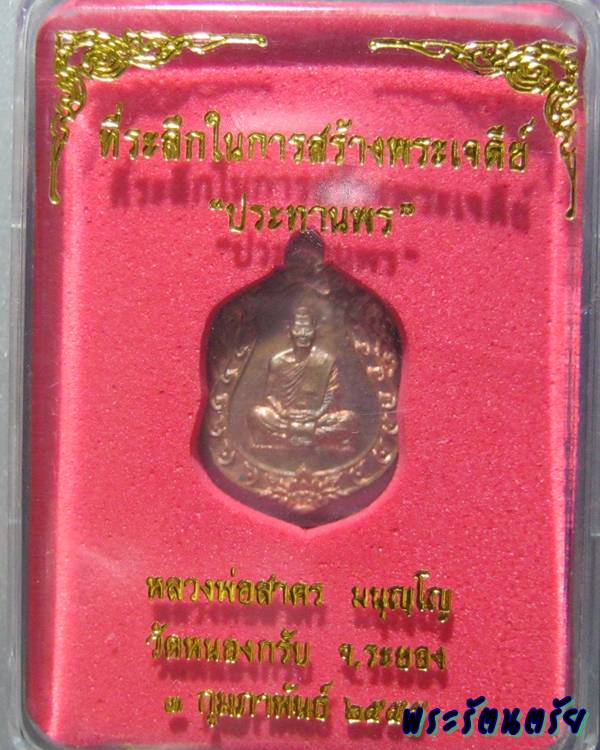 ที่ระลึกในการสร้างพระเจดีย์
"ประทานพร"
หลวงพ่อสาคร มนุญฺโญ
วัดหนองกรับ จ.ระยอง
กุมภาพันธ์
พระรัตนตรัย